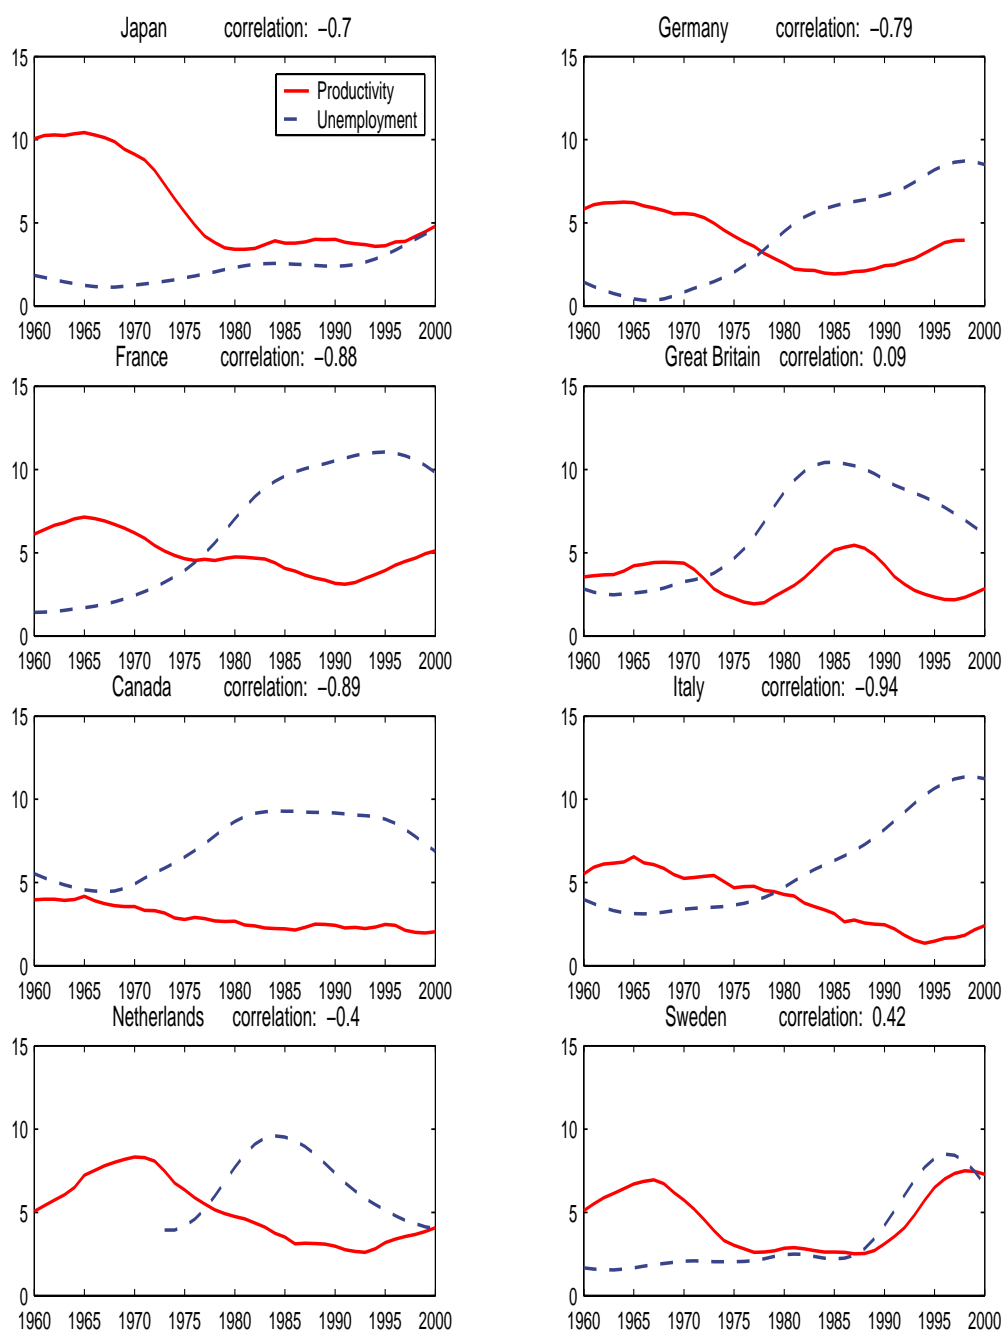 Japan correlation: −0.7
Germany correlation: −0.79
15
10
5
0
Productivity
Unemployment
1960 1965 1970 1975 1980 1985 1990 1995 2000
15
10
5
0
1960 1965 1970 1975 1980 1985 1990 1995 2000
France correlation: −0.88
Great Britain correlation: 0.09
15
10
5
0
1960 1965 1970 1975 1980 1985 1990 1995 2000
15
10
5
0
1960 1965 1970 1975 1980 1985 1990 1995 2000
Canada correlation: −0.89
Italy correlation: −0.94
15
10
5
0
1960 1965 1970 1975 1980 1985 1990 1995 2000
15
10
5
0
1960 1965 1970 1975 1980 1985 1990 1995 2000
Netherlands correlation: −0.4
Sweden correlation: 0.42
15
10
5
0
1960 1965 1970 1975 1980 1985 1990 1995 2000
15
10
5
0
1960 1965 1970 1975 1980 1985 1990 1995 2000